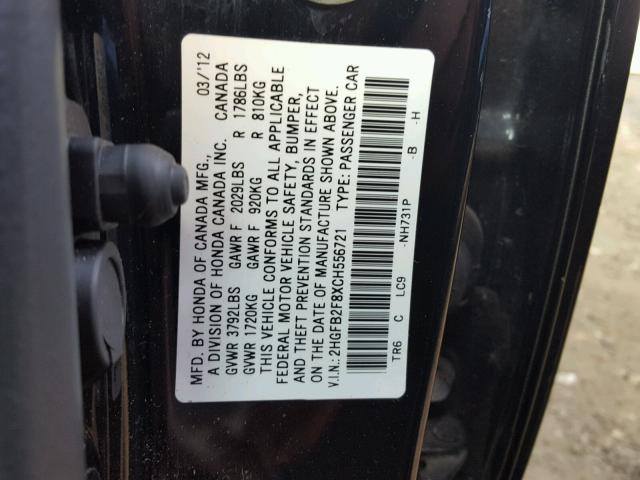 MFD. BY HONDA OF CANADA MFG., 03/'12
A DIVISION OF HONDA CANADA INC. CANADA
GVWR 3792LBS GAWR F 2029LBS R 1786LBS
GVWR 1720KG GAWR F 920KG R 810KG
THIS VEHICLE CONFORMS TO ALL APPLICABLE
FEDERAL MOTOR VEHICLE SAFETY, BUMPER,
AND THEFT PREVENTION STANDARDS IN EFFECT
ON THE DATE OF MANUFACTURE SHOWN ABOVE.
V.I.N.: 2HGFB2F8XCH556721 TYPE: PASSENGER CAR
TR6 C LC9 -NH731P -B -H